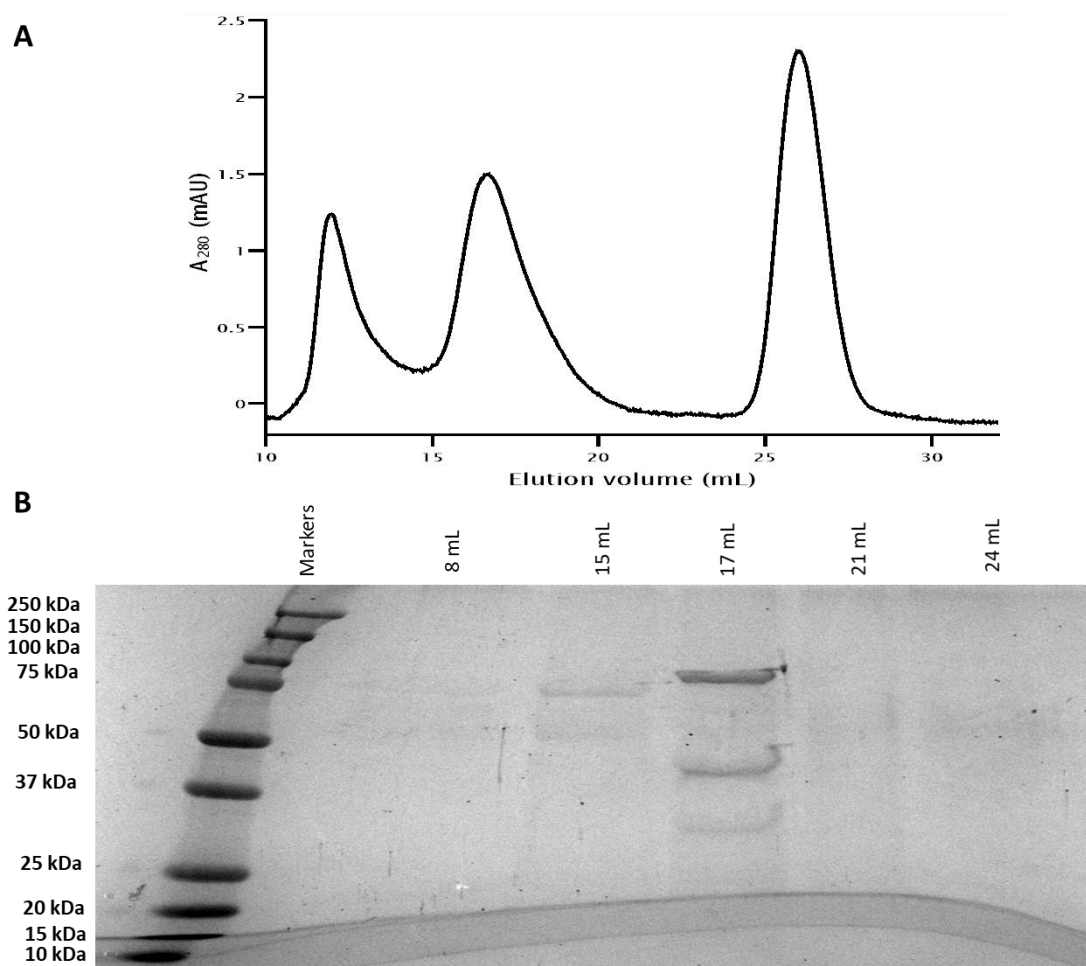 A
2.5
2
1.5
1
0.5
0
A280 (mAU)
10 15 20 25 30
Elution volume (mL)
B
Markers
8 mL
15 mL
17 mL
21 mL
24 mL
250 kDa
150 kDa
100 kDa
75 kDa
50 kDa
37 kDa
25 kDa
20 kDa
15 kDa
10 kDa